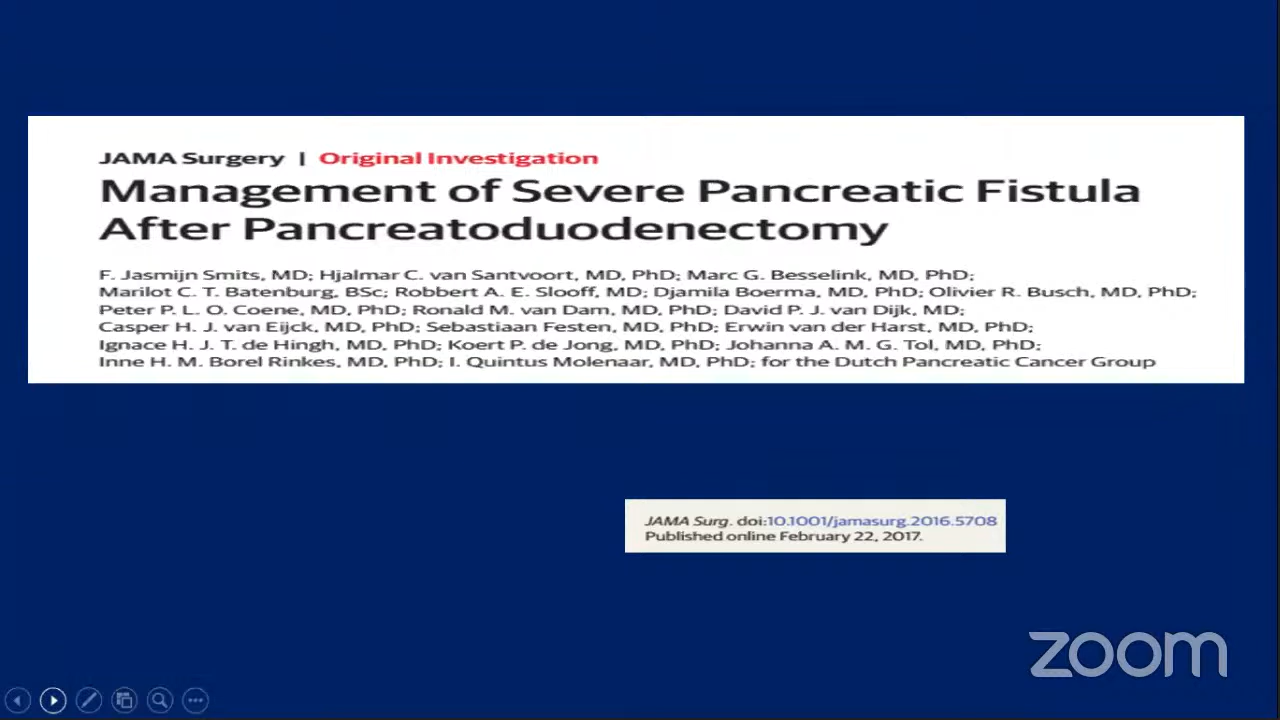 JAMA Surgery | Original Investigation
Management of Severe Pancreatic Fistula
After Pancreatoduodenectomy
F. Jasmijn Smits, MD; Hjalmar C. van Santvoort, MD, PhD; Marc G. Besselink, MD, PhD;
Marilot C. T. Batenburg, BSc; Robbert A. E. Slooff, MD; Djamila Boerma, MD, PhD; Olivier R. Busch, MD, PhD;
Peter P. L. O. Coene, MD, PhD; Ronald M. van Dam, MD, PhD; David P. J. van Dijk, MD;
Casper H. J. van Eijck, MD, PhD; Sebastiaan Festen, MD, PhD; Erwin van der Harst, MD, PhD;
Ignace H. J. T. de Hingh, MD, PhD; Koert P. de Jong, MD, PhD; Johanna A. M. G. Tol, MD, PhD;
Inne H. M. Borel Rinkes, MD, PhD; I. Quintus Molenaar, MD, PhD; for the Dutch Pancreatic Cancer Group
JAMA Surg. doi:10.1001/jamasurg.2016.5708
Published online February 22, 2017.
zoom